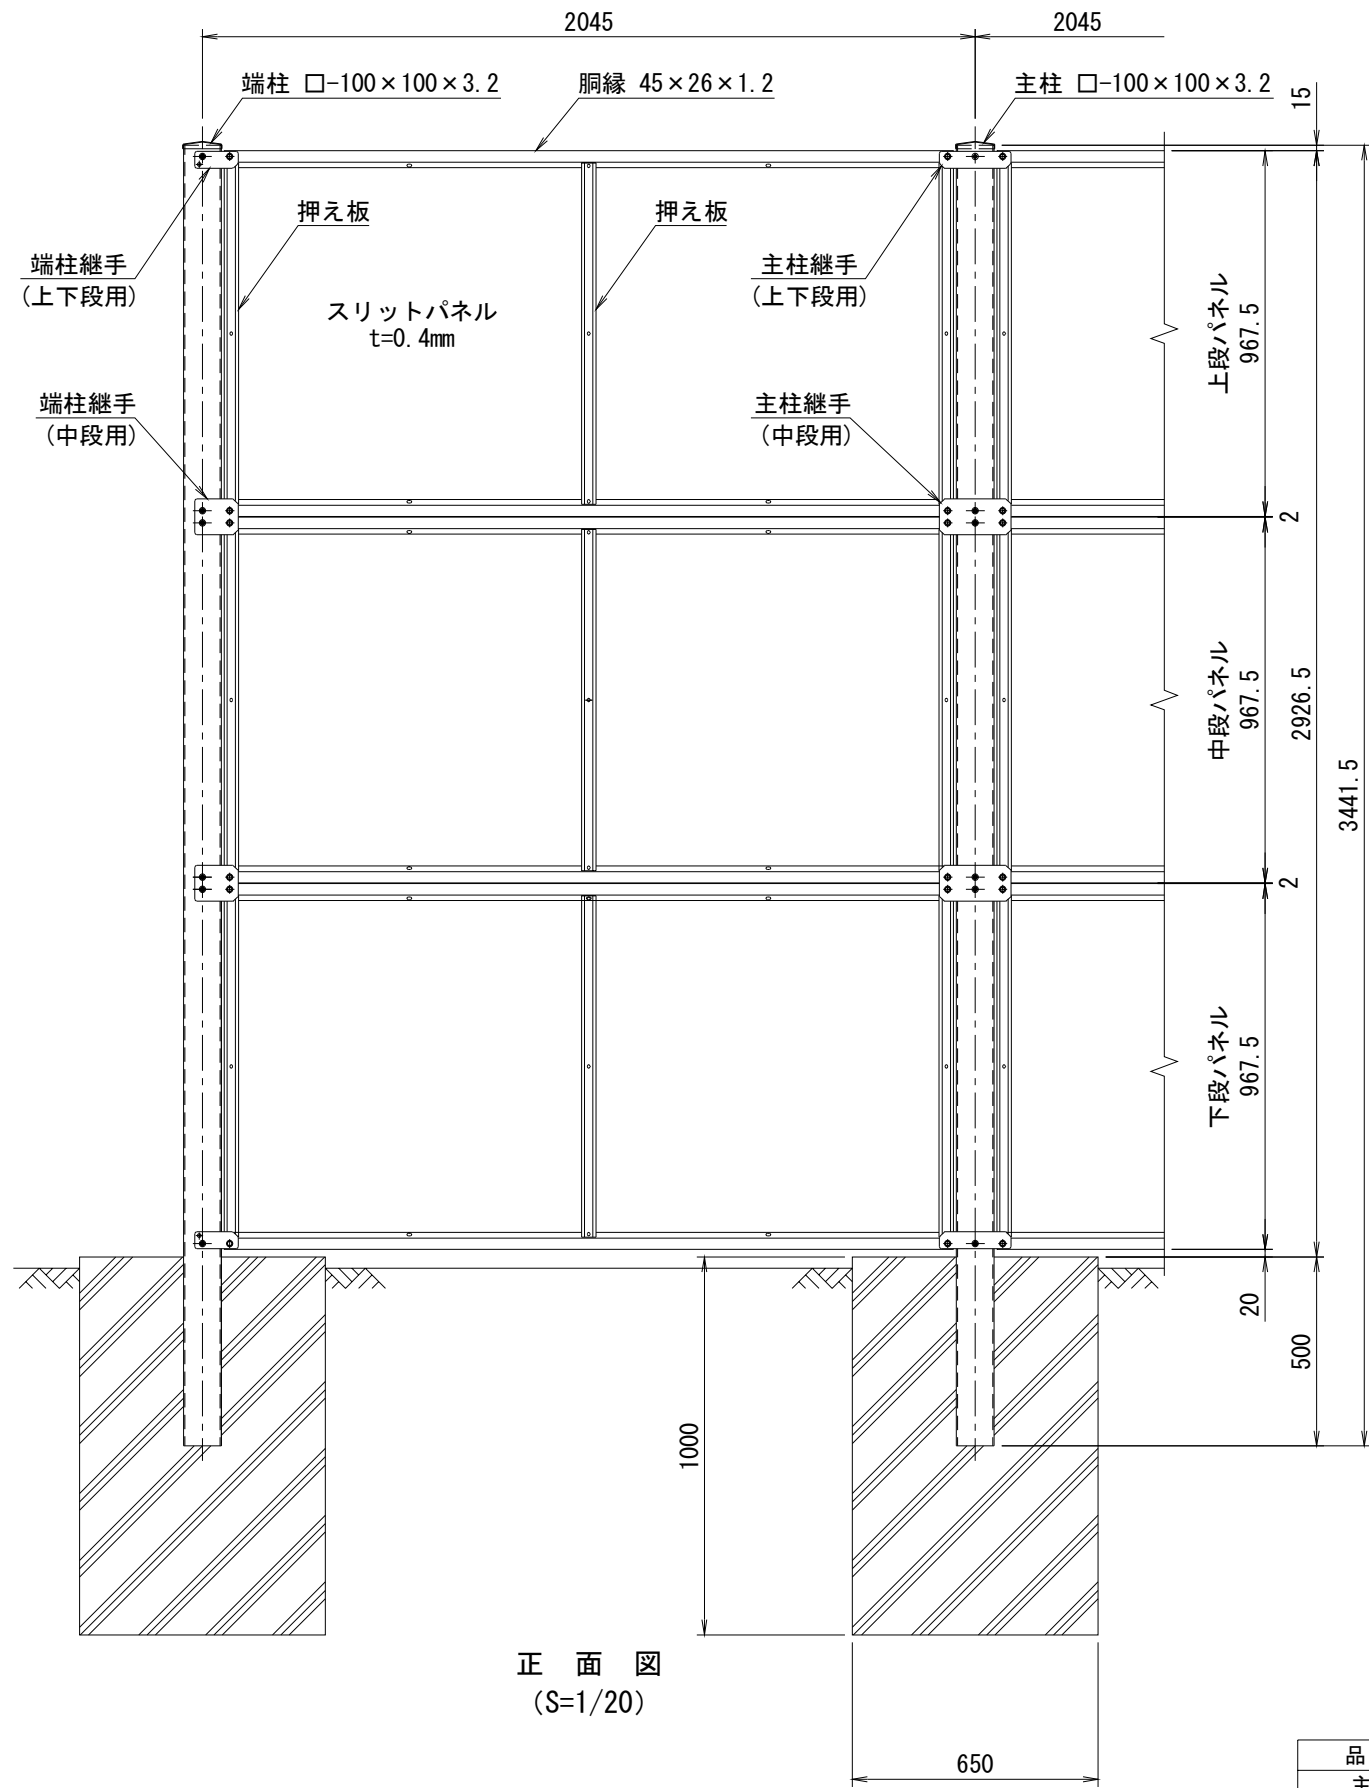 2045
2045
端柱 □-100×100×3.2
胴縁 45×26×1.2
主柱 □-100×100×3.2
15
押え板
押え板
端柱継手
(上下段用)
主柱継手
(上下段用)
スリットパネル
t=0.4mm
上段パネル
967.5
端柱継手
(中段用)
主柱継手
(中段用)
2
中段パネル
967.5
2926.5
3441.5
2
下段パネル
967.5
20
500
1000
正 面 図
(S=1/20)
650
品
主